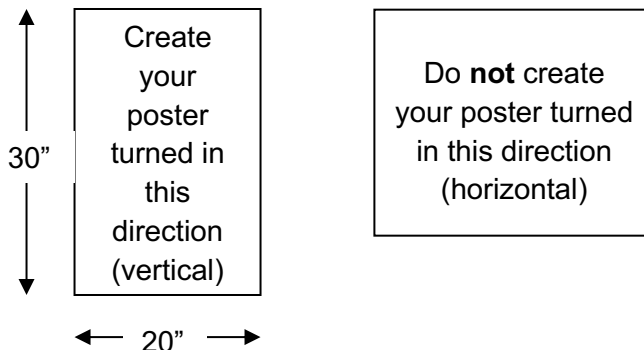 Create
your
poster
turned in
this
direction
(vertical)
30”
20”
Do not create
your poster turned
in this direction
(horizontal)